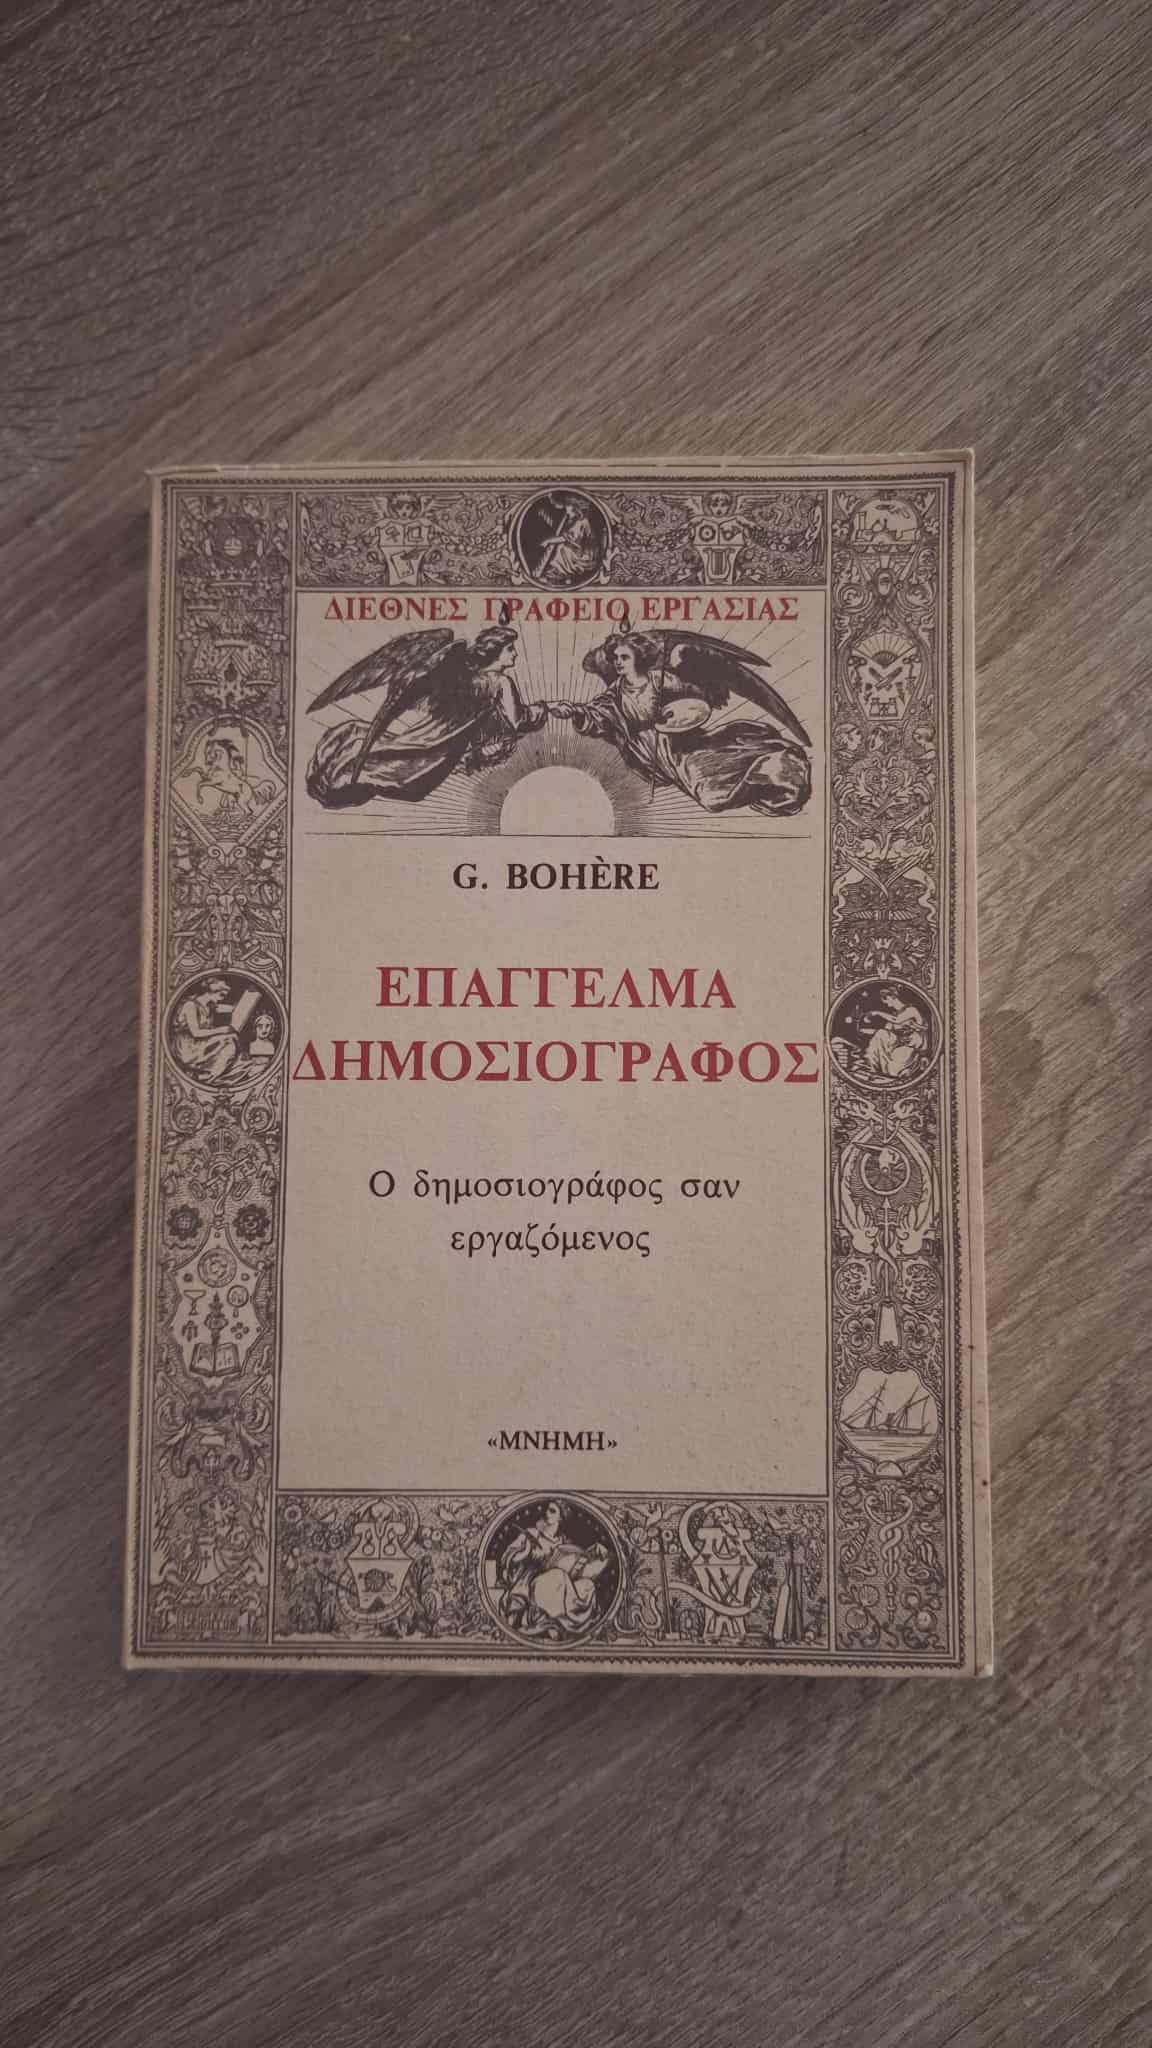 ΔΙΕΘΝΕΣ ΓΡΑΦΕΙΟ ΕΡΓΑΣΙΑΣ
G. BOHÈRE
ΕΠΑΓΓΕΛΜΑ
ΔΗΜΟΣΙΟΓΡΑΦΟΣ
Ο δημοσιογράφος σαν
εργαζόμενος
«ΜΝΗΜΗ»